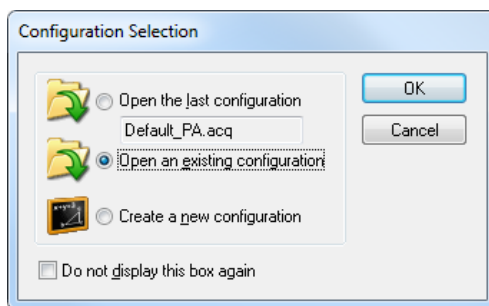 Configuration Selection
Open the last configuration
Default_PA.acq
Open an existing configuration
Create a new configuration
Do not display this box again
OK
Cancel